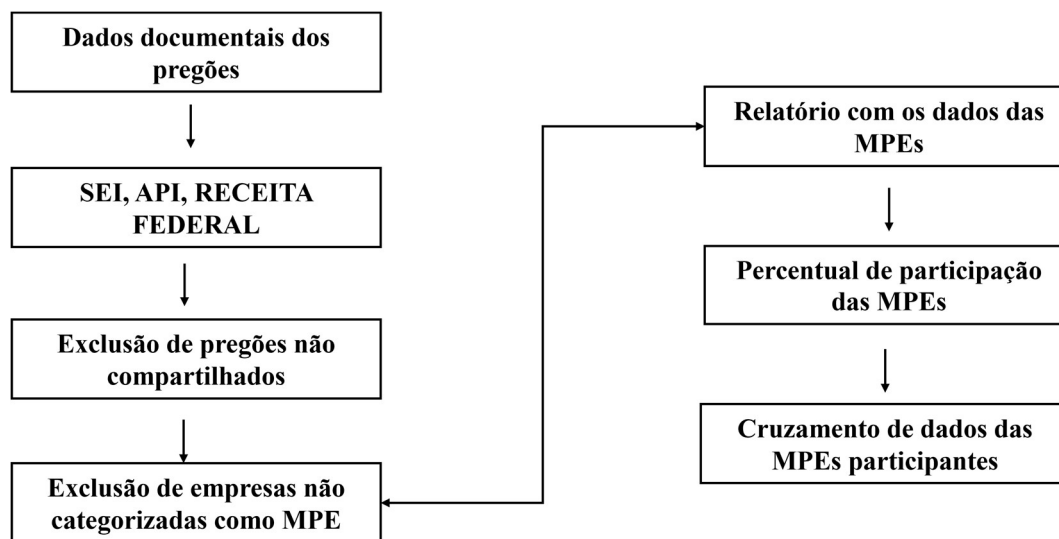 Dados documentais dos
pregões
SEI, API, RECEITA
FEDERAL
Exclusão de pregões não
compartilhados
Exclusão de empresas não
categorizadas como MPE
Relatório com os dados das
MPEs
Percentual de participação
das MPEs
Cruzamento de dados das
MPEs participantes